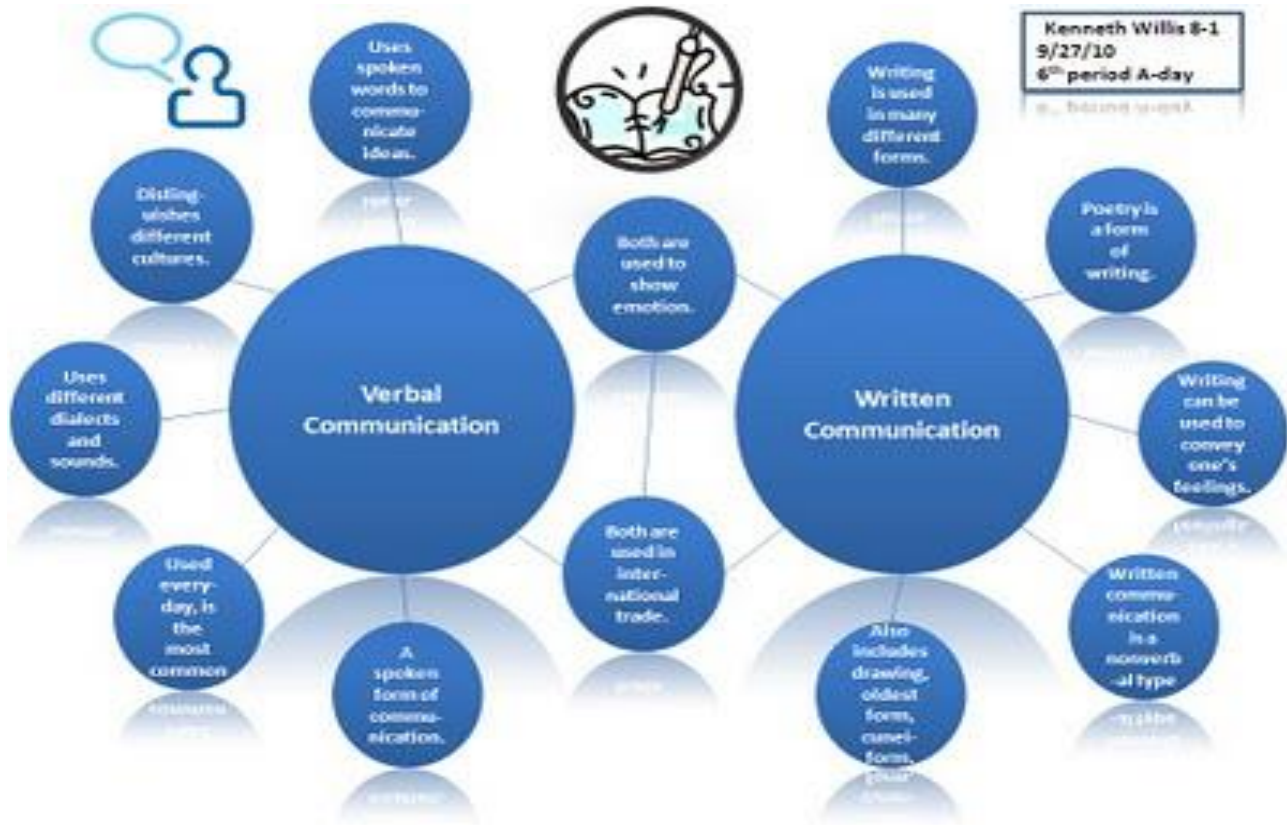 Kenneth Willis 8-1
9/27/10
6th period A-day
Uses
spoken
words to
commu-
nicate
ideas.
Writing
is used
in many
different
forms.
Disting-
uishes
different
cultures.
Both are
used to
show
emotion.
Poetry is
a form
of
writing.
Uses
different
dialects
and
sounds.
Verbal
Communication
Written
Communication
Writing
can be
used to
convey
one's
feelings.
Used
every-
day, is
the
most
common
Both are
used in
inter-
national
trade.
Written
commu-
nication
is a
nonverb
-al type
A
spoken
form of
commu-
nication.
Also
includes
drawing,
oldest
form,
cunei-
form,